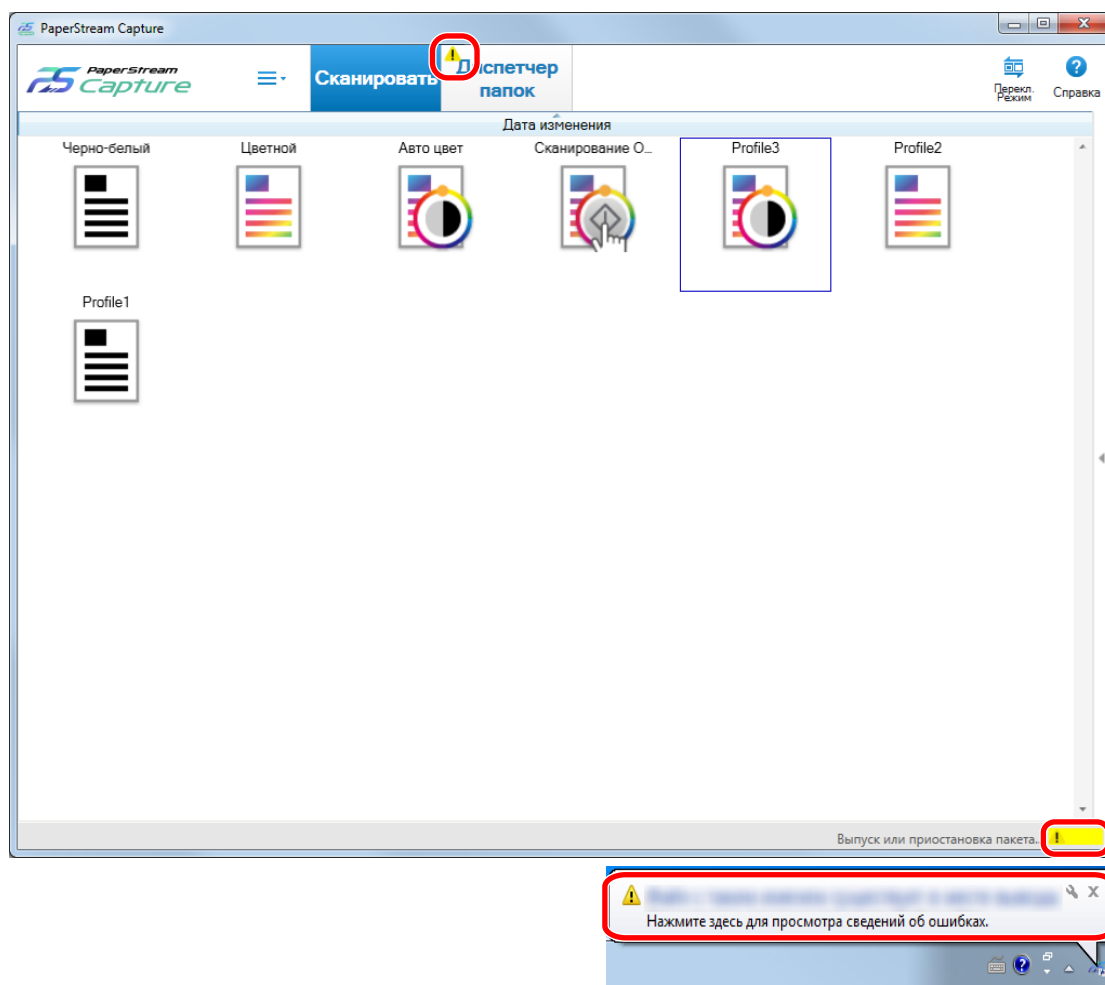 PaperStream Capture
PaperStream
Capture
Сканировать
Диспетчер
папок
Перекл.
Режим
Справка
Дата изменения
Черно-белый
Цветной
Авто цвет
Сканирование О...
Profile3
Profile2
Profile1
Выпуск или приостановка пакета.
Нажмите здесь для просмотра сведений об ошибках.